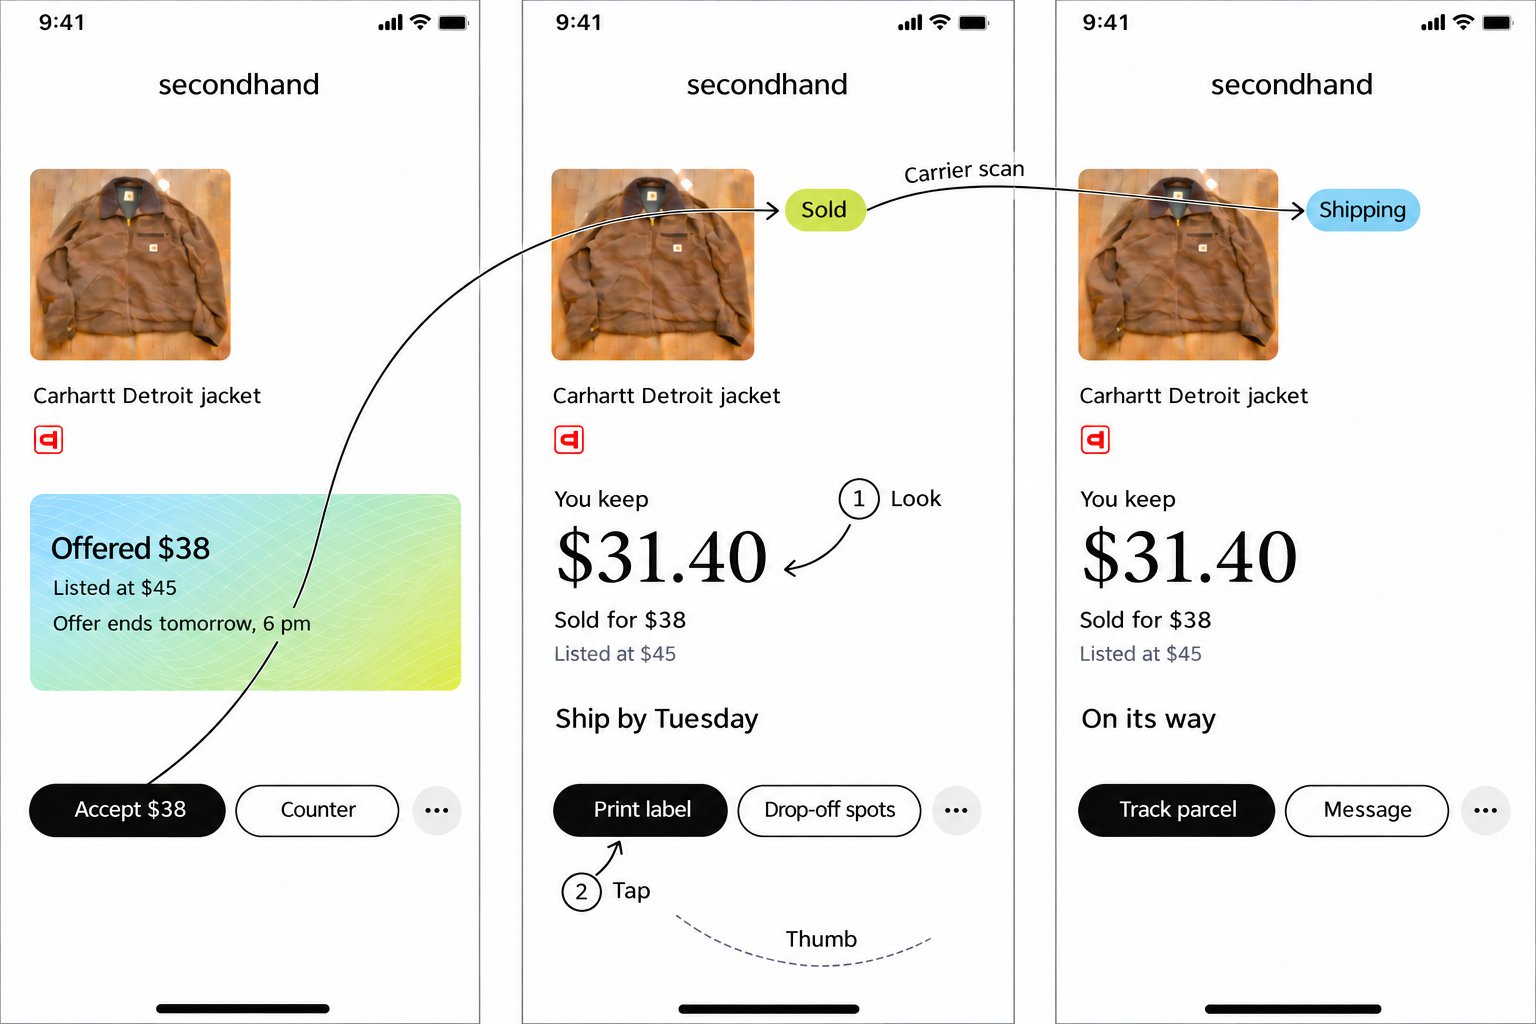 9:41
secondhand
Carhartt Detroit jacket
Offered $38
Listed at $45
Offer ends tomorrow, 6 pm
Accept $38
Counter
9:41
secondhand
Sold
Carrier scan
Carhartt Detroit jacket
You keep
1 Look
$31.40
Sold for $38
Listed at $45
Ship by Tuesday
Print label
Drop-off spots
2 Tap
Thumb
9:41
secondhand
Shipping
Carhartt Detroit jacket
You keep
$31.40
Sold for $38
Listed at $45
On its way
Track parcel
Message